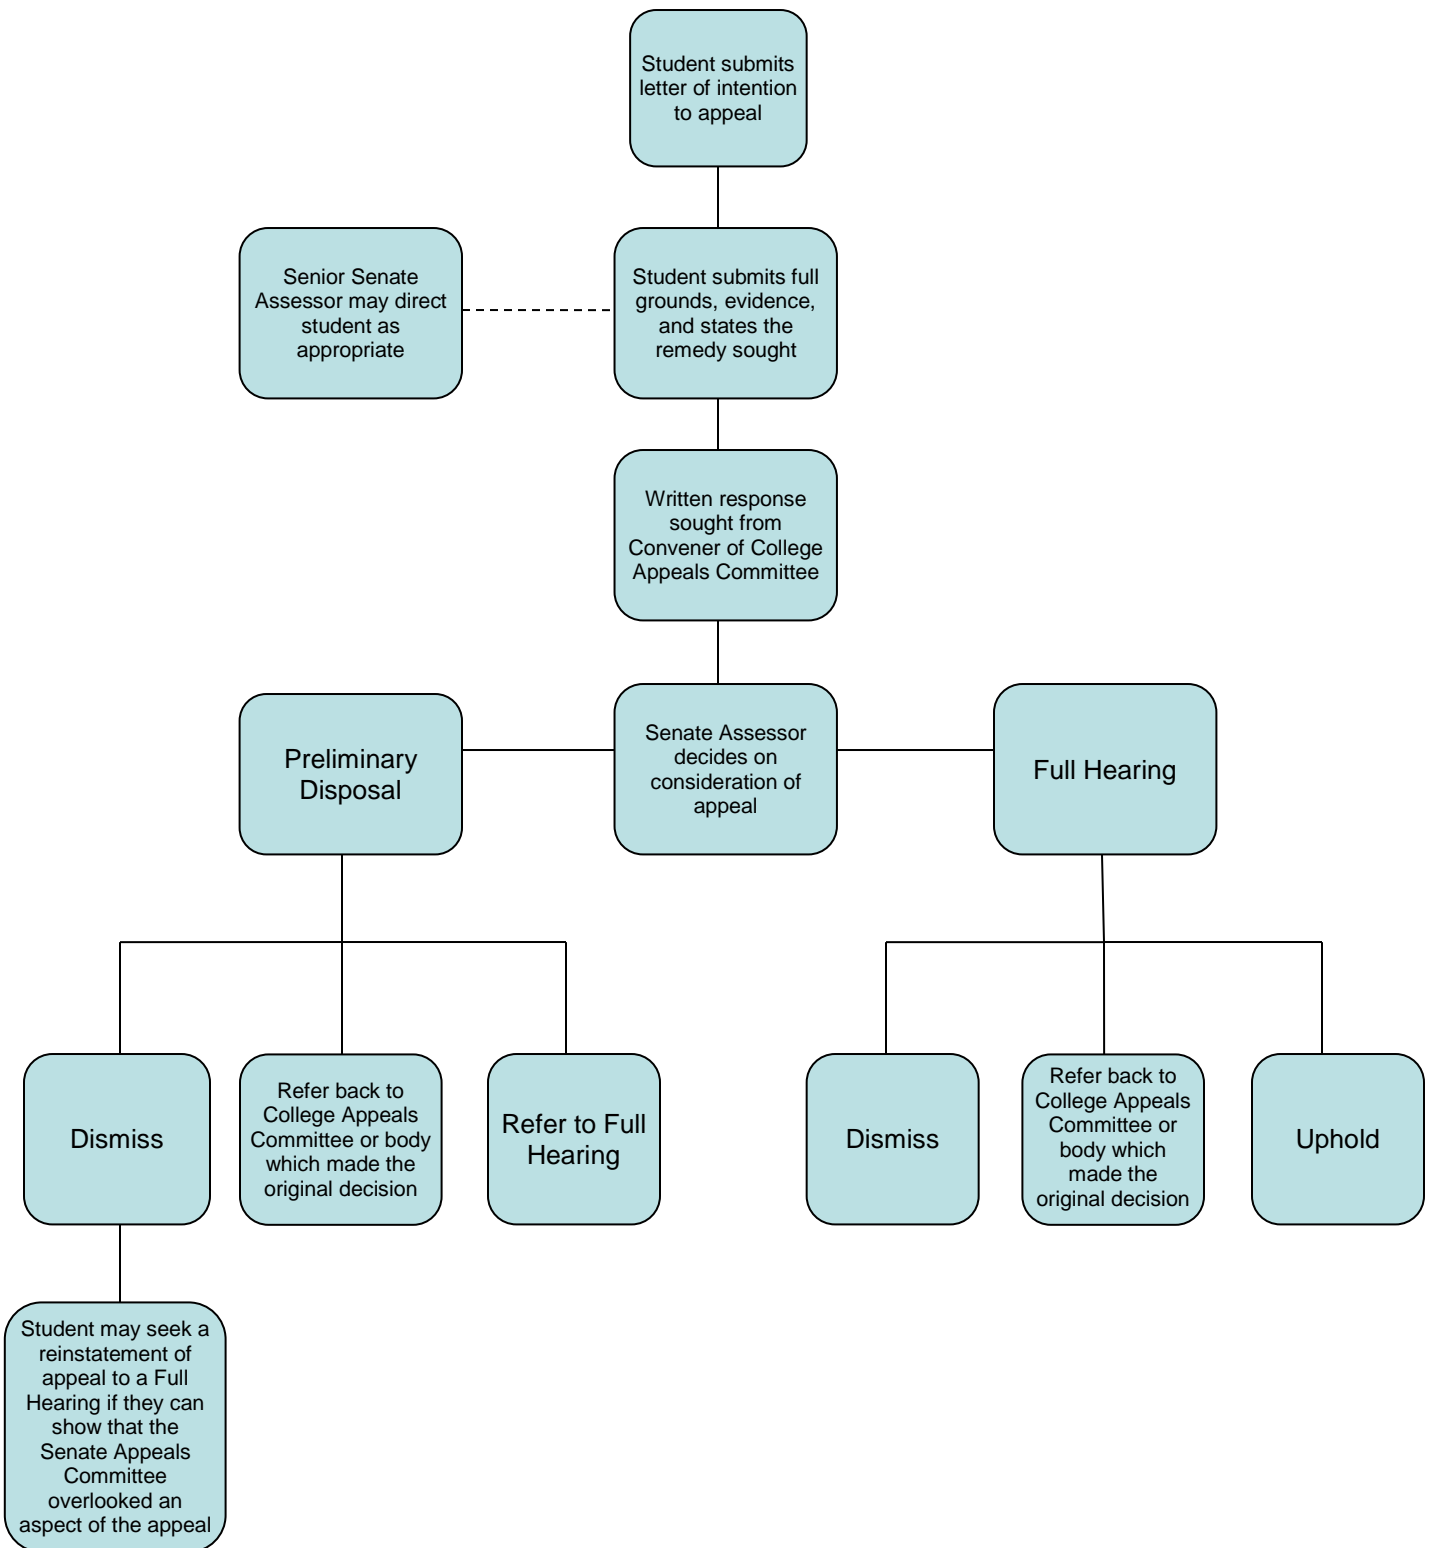 Student submits
letter of intention
to appeal
Senior Senate
Assessor may direct
student as
appropriate
Student submits full
grounds, evidence,
and states the
remedy sought
Written response
sought from
Convener of College
Appeals Committee
Preliminary
Disposal
Senate Assessor
decides on
consideration of
appeal
Full Hearing
Dismiss
Refer back to
College Appeals
Committee or body
which made the
original decision
Refer to Full
Hearing
Dismiss
Refer back to
College Appeals
Committee or
body which
made the
original decision
Uphold
Student may seek a
reinstatement of
appeal to a Full
Hearing if they can
show that the
Senate Appeals
Committee
overlooked an
aspect of the appeal